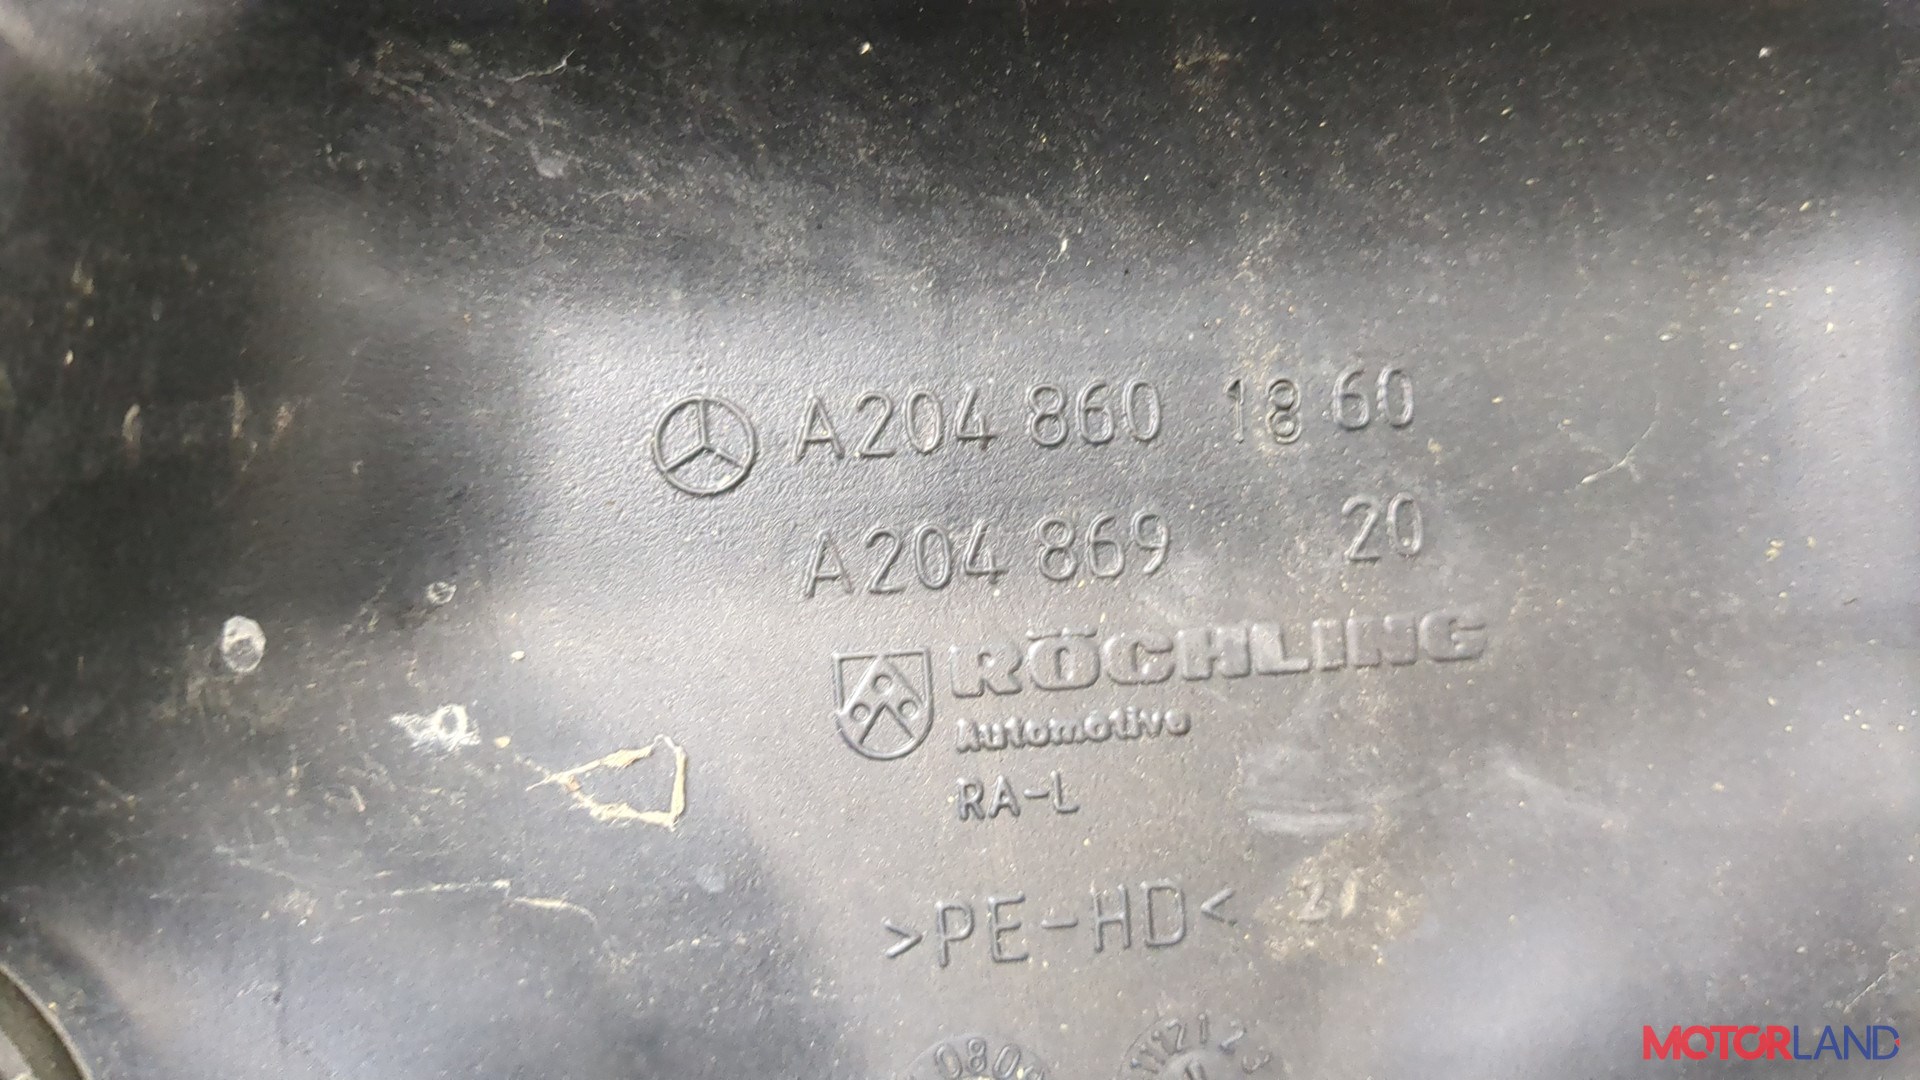 A204 860 18 60
A204 869 20
RÖCHLING
Automotive
RA-L
>PE-HD<
MOTORLAND